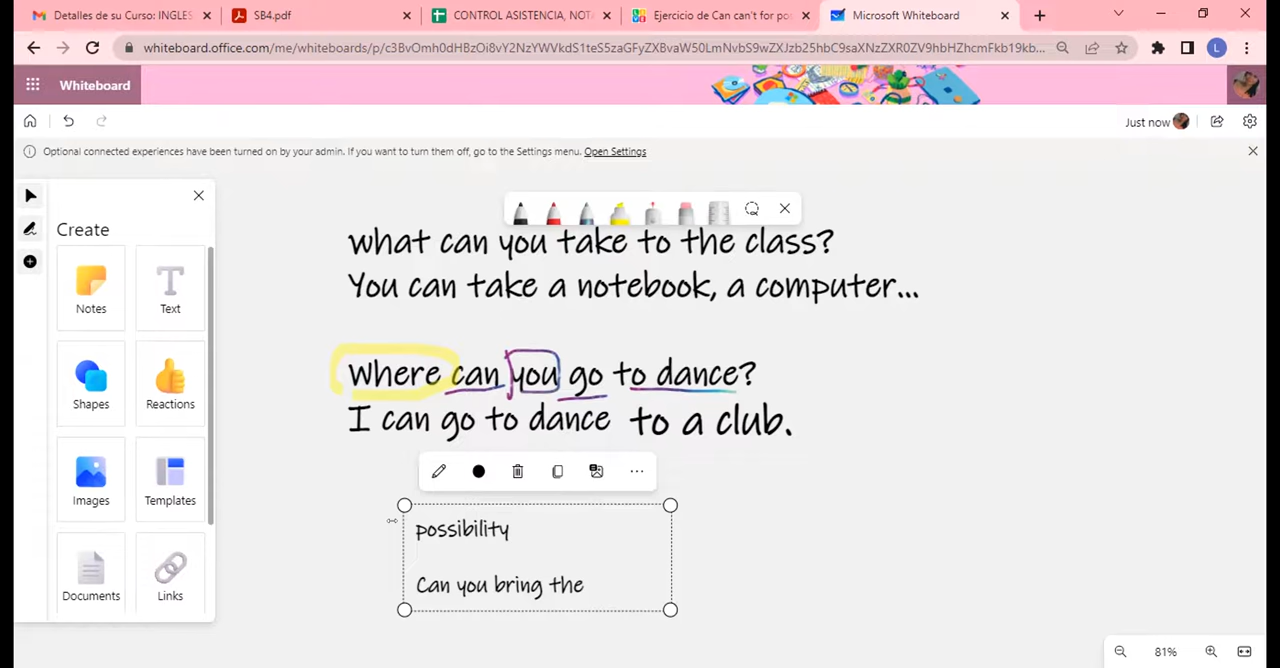 Detalles de su Curso: INGLES
SB4.pdf
CONTROL ASISTENCIA, NOT
Ejercicio de Can can't for po
Microsoft Whiteboard
whiteboard.office.com/me/whiteboards/p/
L
Whiteboard
Just now
Optional connected experiences have been turned on by your admin. If you want to turn them off, go to the Settings menu. Open Settings
Create
Notes
Text
Shapes
Reactions
Images
Templates
Documents
Links
what can you take to the class?
You can take a notebook, a computer...
Where can you go to dance?
I can go to dance to a club.
possibility
Can you bring the
81%